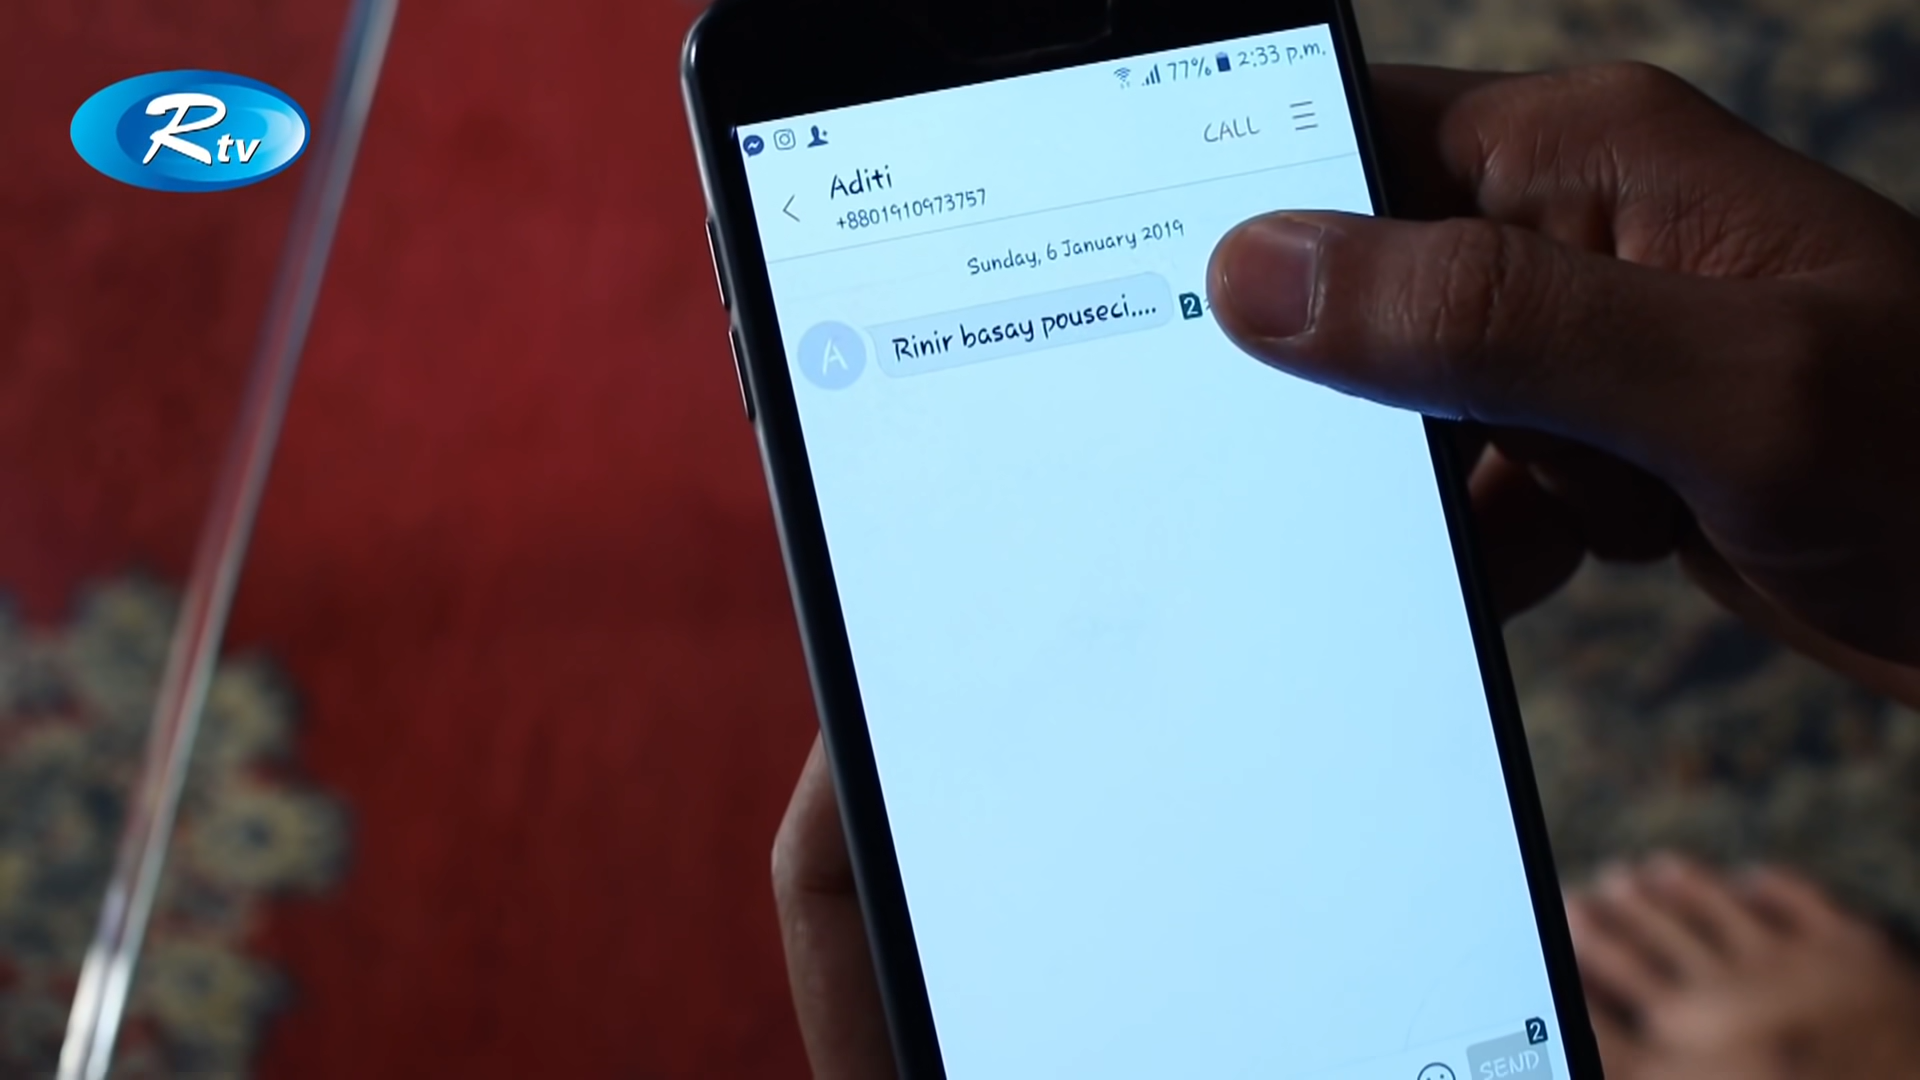 Rtv
77% 2:33 p.m.
CALL
Aditi
+8801910973757
Sunday, 6 January 2019
A
Rinir basay pouseci....
2
2
SEND